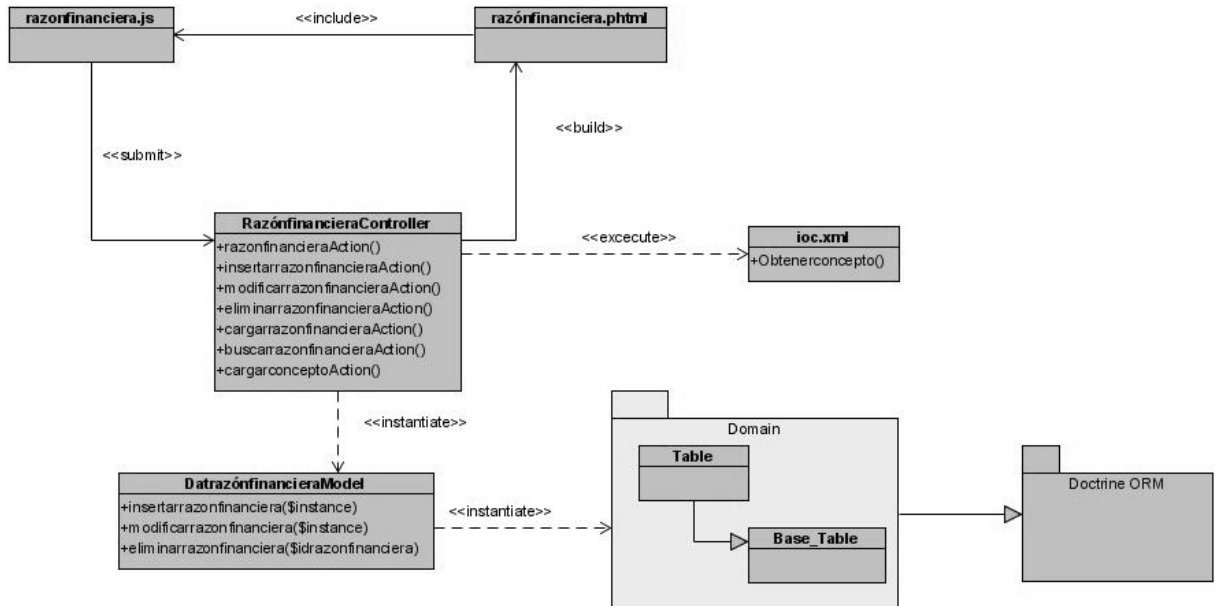 razonfinanciera.js
<<include>>
razónfinanciera.phtml
<<build>>
<<submit>>
RazónfinancieraController
+razonfinancieraAction()
+insertarrazonfinancieraAction()
+modificarrazonfinancieraAction()
+eliminarrazonfinancieraAction()
+cargarrazonfinancieraAction()
+buscarrazonfinancieraAction()
+cargarconceptoAction()
<<excecute>>
ioc.xml
+Obtenerconcepto()
<<instantiate>>
DatrazónfinancieraModel
+insertarrazonfinanciera($instance)
+modificarrazonfinanciera($instance)
+eliminarrazonfinanciera($idrazonfinanciera)
<<instantiate>>
Domain
Table
Base_Table
Doctrine ORM